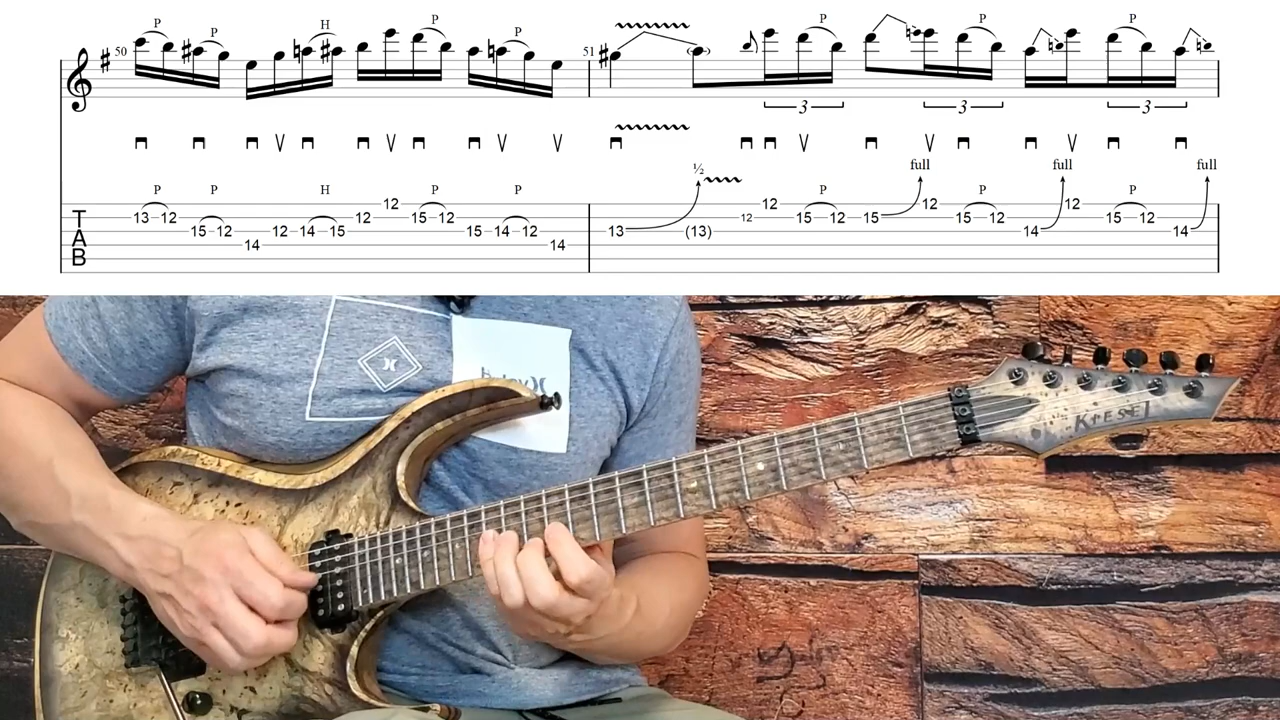 P P H P P
50 51
3 3 3
½ full full full
P P H P P P P P
12 12 12 12
13 12 12 15 12 12 15 12 15 15 12 15 12
15 12 12 14 15 15 14 12 13 (13) 14 14
14 14
T
A
B
KIESEL